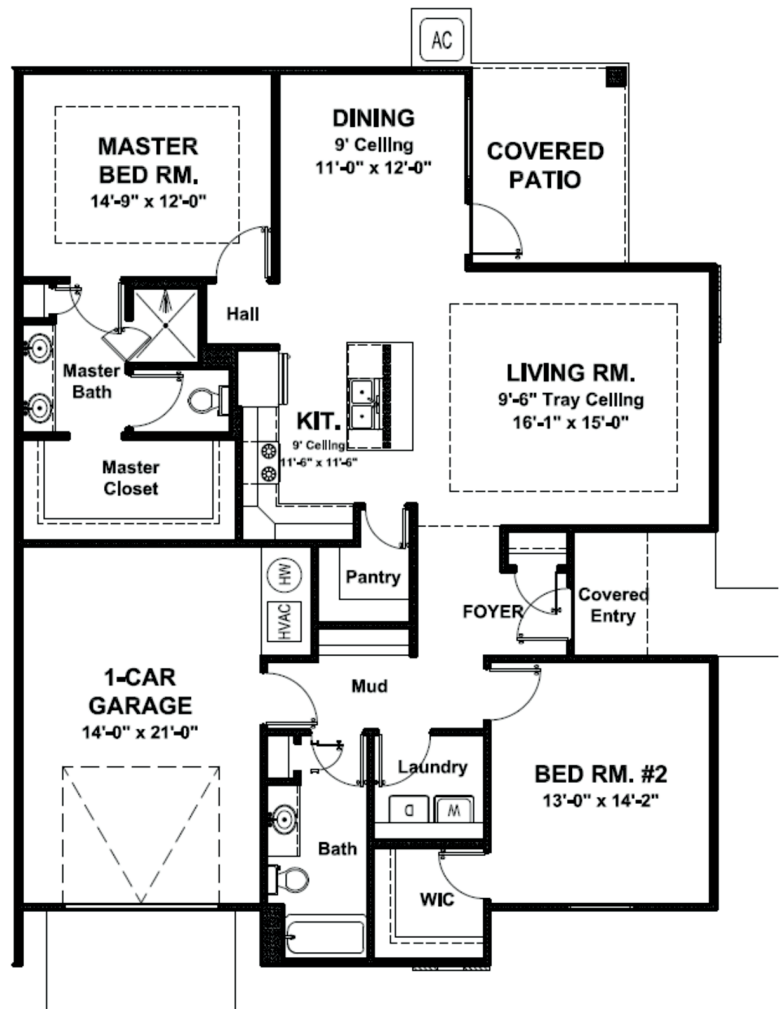 AC
MASTER
BED RM.
14'-9" x 12'-0"
DINING
9' Ceiling
11'-0" x 12'-0"
COVERED
PATIO
Hall
Master
Bath
LIVING RM.
9'-6" Tray Ceiling
16'-1" x 15'-0"
KIT.
9' Ceiling
11'-6" x 11'-6"
Master
Closet
HW
HVAC
Pantry
FOYER
Covered
Entry
1-CAR
GARAGE
14'-0" x 21'-0"
Mud
Laundry
D
W
BED RM. #2
13'-0" x 14'-2"
Bath
WIC